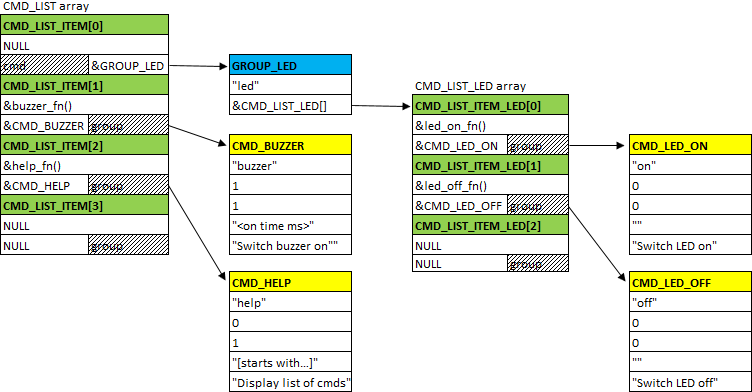 CMD_LIST array
CMD_LIST_ITEM[0]
NULL
cmd &GROUP_LED
CMD_LIST_ITEM[1]
&buzzer_fn()
&CMD_BUZZER group
CMD_LIST_ITEM[2]
&help_fn()
&CMD_HELP group
CMD_LIST_ITEM[3]
NULL
NULL group
GROUP_LED
"led"
&CMD_LIST_LED[]
CMD_BUZZER
"buzzer"
1
1
"<on time ms>"
"Switch buzzer on""
CMD_HELP
"help"
0
1
"[starts with...]"
"Display list of cmds"
CMD_LIST_LED array
CMD_LIST_ITEM_LED[0]
&led_on_fn()
&CMD_LED_ON group
CMD_LIST_ITEM_LED[1]
&led_off_fn()
&CMD_LED_OFF group
CMD_LIST_ITEM_LED[2]
NULL
NULL group
CMD_LED_ON
"on"
0
0
""
"Switch LED on"
CMD_LED_OFF
"off"
0
0
""
"Switch LED off"